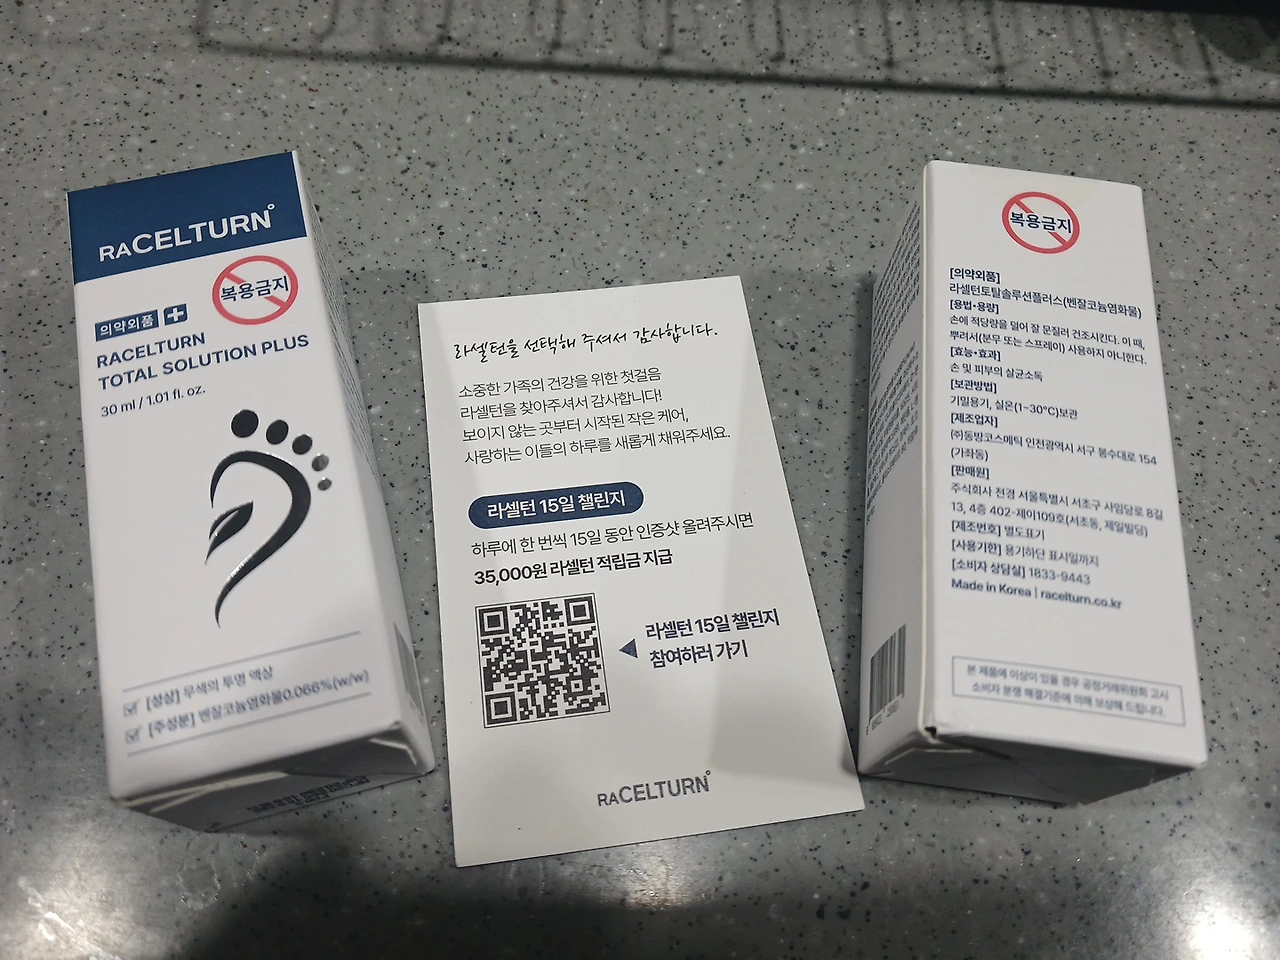 RACELTURN
복용금지
의약외품
RACELTURN
TOTAL SOLUTION PLUS
30 ml / 1.01 fl. oz.
[성상] 무색의 투명 액상
[주성분] 벤잘코늄염화물0.066%(w/w)
라셀턴을 선택해 주셔서 감사합니다.
소중한 가족의 건강을 위한 첫걸음
라셀턴을 찾아주셔서 감사합니다!
보이지 않는 곳부터 시작된 작은 케어,
사랑하는 이들의 하루를 새롭게 채워주세요.
라셀턴 15일 챌린지
하루에 한 번씩 15일 동안 인증샷 올려주시면
35,000원 라셀턴 적립금 지급
라셀턴 15일 챌린지
참여하러 가기
RACELTURN
복용금지
[의약외품]
라셀턴토탈솔루션플러스(벤잘코늄염화물)
[용법•용량]
손에 적당량을 덜어 잘 문질러 건조시킨다. 이 때,
뿌려서(분무 또는 스프레이) 사용하지 아니한다.
[효능•효과]
손 및 피부의 살균소독
[보관방법]
기밀용기, 실온(1~30°C)보관
[제조업자]
(주)동방코스메틱 인천광역시 서구 봉수대로 154
(가좌동)
[판매원]
주식회사 천경 서울특별시 서초구 사임당로 8길
13, 4층 402-제이109호(서초동, 제일빌딩)
[제조번호] 별도표기
[사용기한] 용기하단 표시일까지
[소비자 상담실] 1833-9443
Made in Korea | racelturn.co.kr
본 제품에 이상이 있을 경우 공정거래위원회 고시
소비자 분쟁 해결기준에 의해 보상해 드립니다.